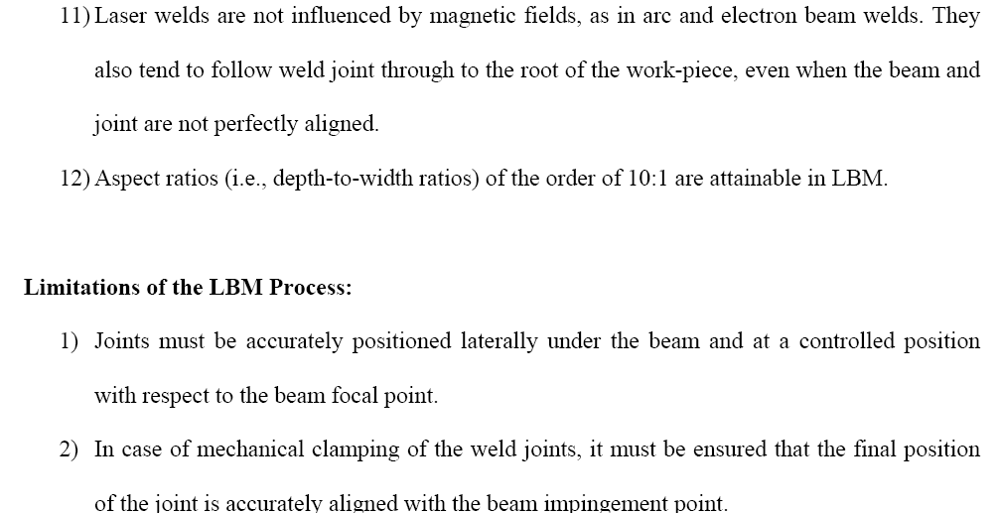 11) Laser welds are not influenced by magnetic fields, as in arc and electron beam welds. They
also tend to follow weld joint through to the root of the work-piece, even when the beam and
joint are not perfectly aligned.
12) Aspect ratios (i.e., depth-to-width ratios) of the order of 10:1 are attainable in LBM.
Limitations of the LBM Process:
1) Joints must be accurately positioned laterally under the beam and at a controlled position
with respect to the beam focal point.
2) In case of mechanical clamping of the weld joints, it must be ensured that the final position
of the joint is accurately aligned with the beam impingement point.